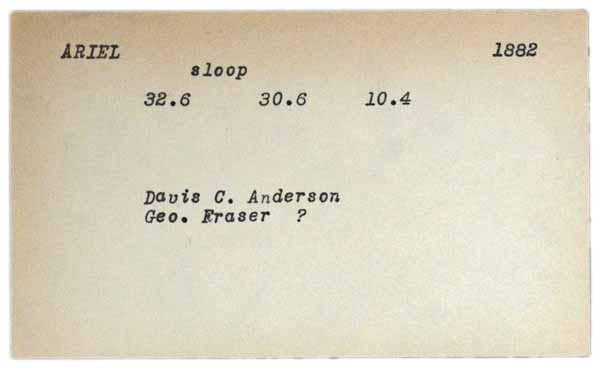 ARIEL 1882
sloop
32.6 30.6 10.4
Davis C. Anderson
Geo. Fraser ?